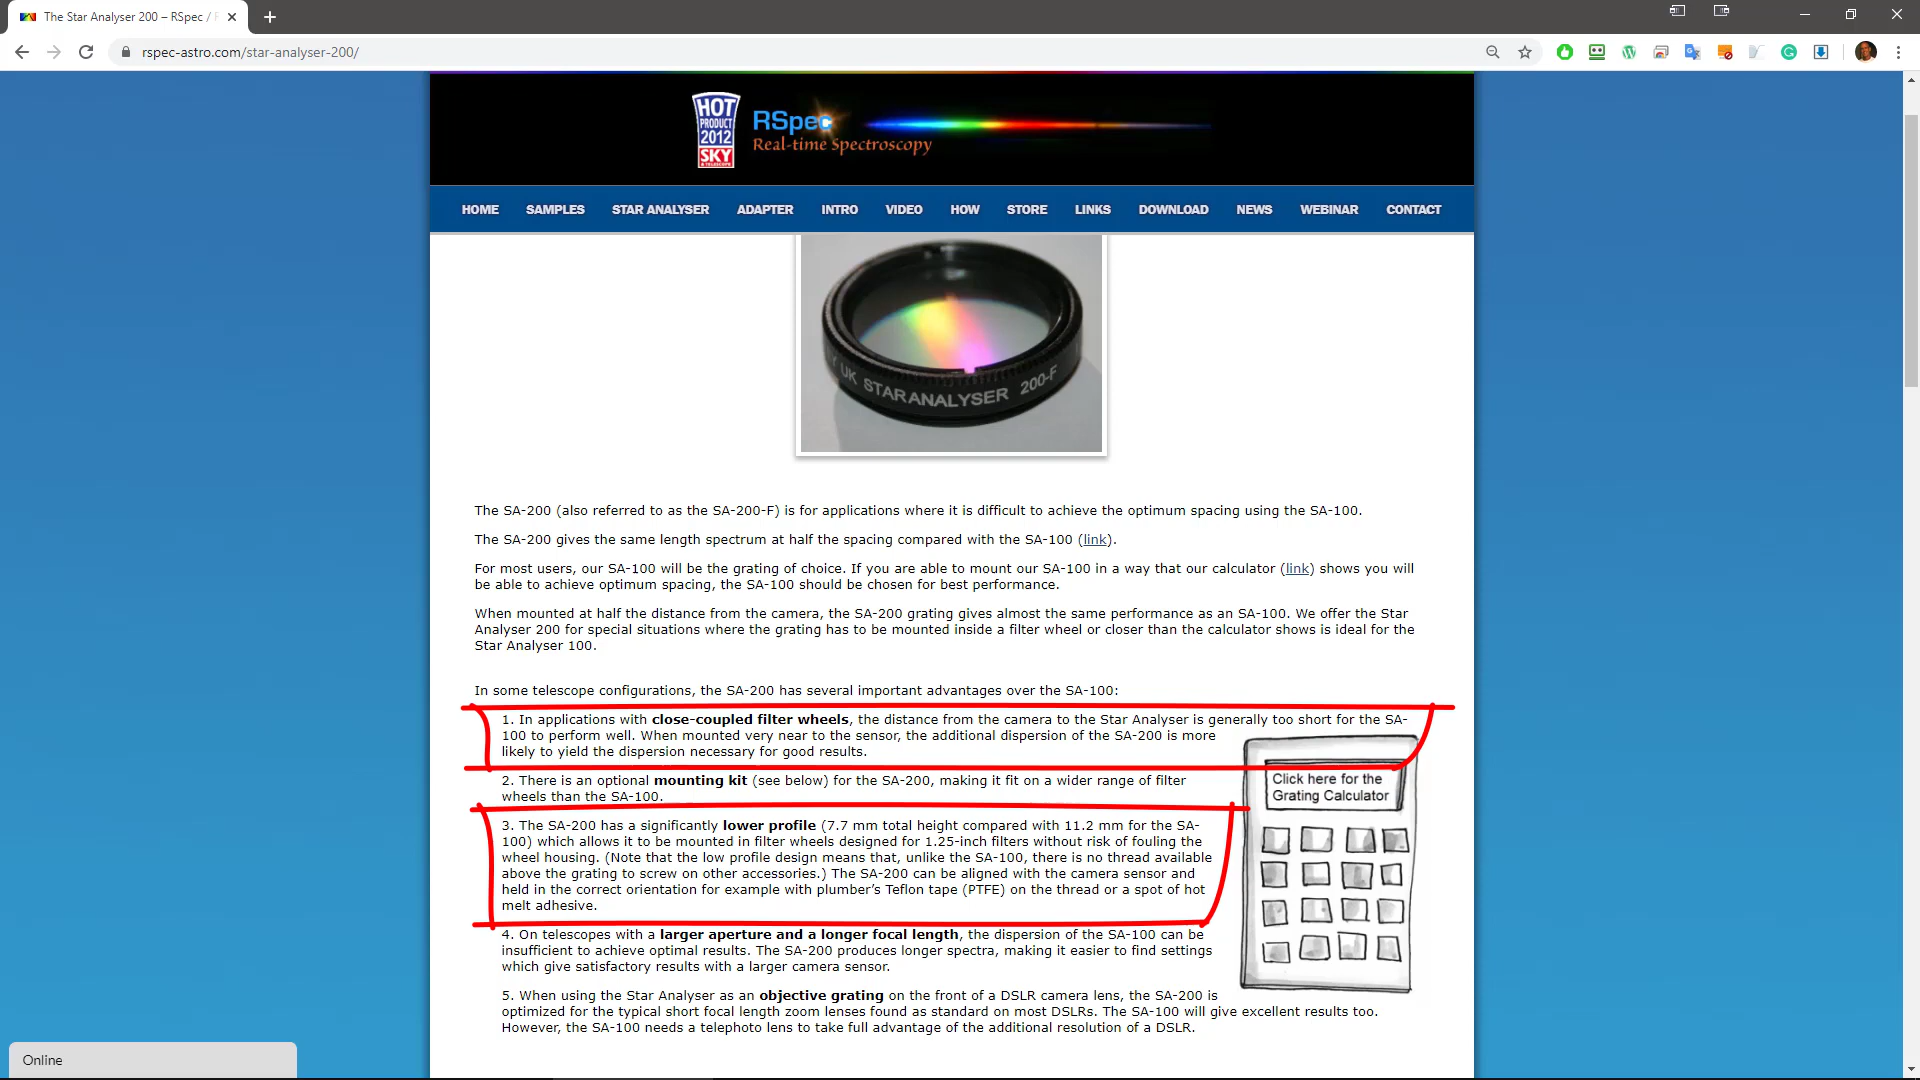 The Star Analyser 200 – RSpec /
rspec-astro.com/star-analyser-200/
HOT
PRODUCT
2012
SKY
RSpec
Real-time Spectroscopy
HOME SAMPLES STAR ANALYSER ADAPTER INTRO VIDEO HOW STORE LINKS DOWNLOAD NEWS WEBINAR CONTACT
UK STAR ANALYSER 200-F
The SA-200 (also referred to as the SA-200-F) is for applications where it is difficult to achieve the optimum spacing using the SA-100.
The SA-200 gives the same length spectrum at half the spacing compared with the SA-100 (link).
For most users, our SA-100 will be the grating of choice. If you are able to mount our SA-100 in a way that our calculator (link) shows you will
be able to achieve optimum spacing, the SA-100 should be chosen for best performance.
When mounted at half the distance from the camera, the SA-200 grating gives almost the same performance as an SA-100. We offer the Star
Analyser 200 for special situations where the grating has to be mounted inside a filter wheel or closer than the calculator shows is ideal for the
Star Analyser 100.
In some telescope configurations, the SA-200 has several important advantages over the SA-100:
1. In applications with close-coupled filter wheels, the distance from the camera to the Star Analyser is generally too short for the SA-
100 to perform well. When mounted very near to the sensor, the additional dispersion of the SA-200 is more
likely to yield the dispersion necessary for good results.
2. There is an optional mounting kit (see below) for the SA-200, making it fit on a wider range of filter
wheels than the SA-100.
3. The SA-200 has a significantly lower profile (7.7 mm total height compared with 11.2 mm for the SA-
100) which allows it to be mounted in filter wheels designed for 1.25-inch filters without risk of fouling the
wheel housing. (Note that the low profile design means that, unlike the SA-100, there is no thread available
above the grating to screw on other accessories.) The SA-200 can be aligned with the camera sensor and
held in the correct orientation for example with plumber's Teflon tape (PTFE) on the thread or a spot of hot
melt adhesive.
4. On telescopes with a larger aperture and a longer focal length, the dispersion of the SA-100 can be
insufficient to achieve optimal results. The SA-200 produces longer spectra, making it easier to find settings
which give satisfactory results with a larger camera sensor.
5. When using the Star Analyser as an objective grating on the front of a DSLR camera lens, the SA-200 is
optimized for the typical short focal length zoom lenses found as standard on most DSLRs. The SA-100 will give excellent results too.
However, the SA-100 needs a telephoto lens to take full advantage of the additional resolution of a DSLR.
Click here for the
Grating Calculator
Online